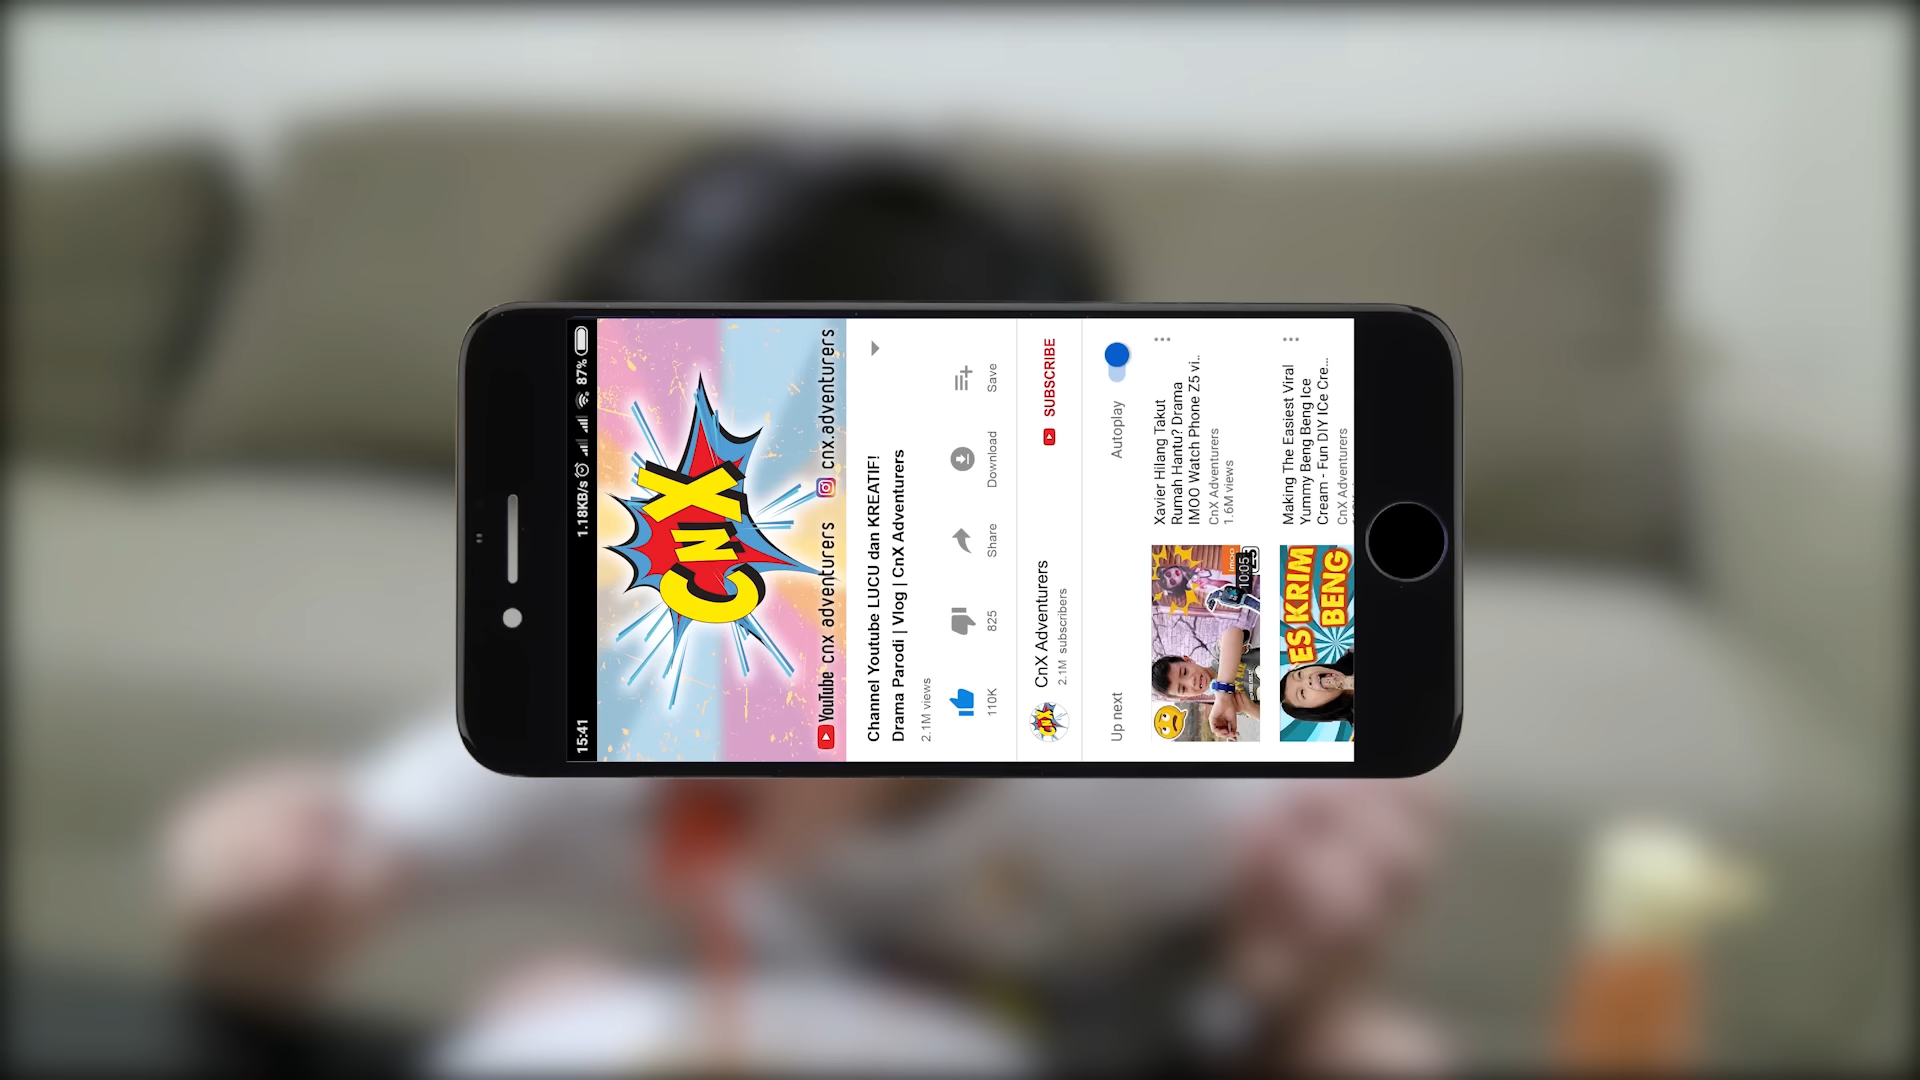 15:41
1.18KB/s
87%
CNX
YouTube cnx adventurers
cnx.adventurers
Channel Youtube LUCU dan KREATIF!
Drama Parodi | Vlog | CnX Adventurers
2.1M views
110K
825
Share
Download
Save
CnX Adventurers
2.1M subscribers
SUBSCRIBE
Up next
Autoplay
10:05
imoo
Xavier Hilang Takut
Rumah Hantu? Drama
IMOO Watch Phone Z5 vi..
CnX Adventurers
1.6M views
ES KRIM
BENG
Making The Easiest Viral
Yummy Beng Beng Ice
Cream - Fun DIY ICe Cre...
CnX Adventurers